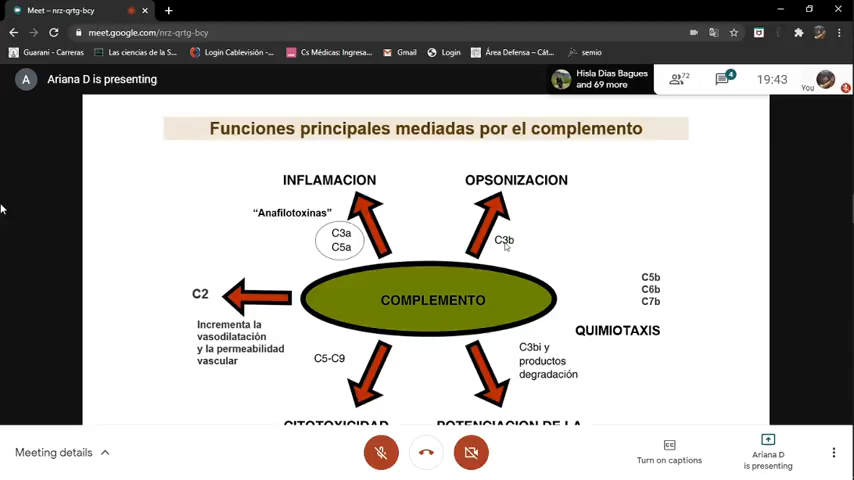 Meet – nrz-qrtg-bcy
meet.google.com/nrz-qrtg-bcy
Guarani - Carreras
Las ciencias de la S...
Login Cablevisión...
Cs Médicas: Ingresa...
Gmail
Login
Área Defensa – Cát...
semio
A
Ariana D is presenting
Hisla Dias Bagues
and 69 more
72
4
19:43
You
Funciones principales mediadas por el complemento
INFLAMACION
OPSONIZACION
“Anafilotoxinas”
C3a
C5a
C3b
C5b
C6b
C7b
C2
COMPLEMENTO
QUIMIOTAXIS
Incrementa la
vasodilatación
y la permeabilidad
vascular
C5-C9
C3bi y
productos
degradación
CITOTOXICIDAD
POTENCIACION DE LA
Meeting details
Turn on captions
Ariana D
is presenting